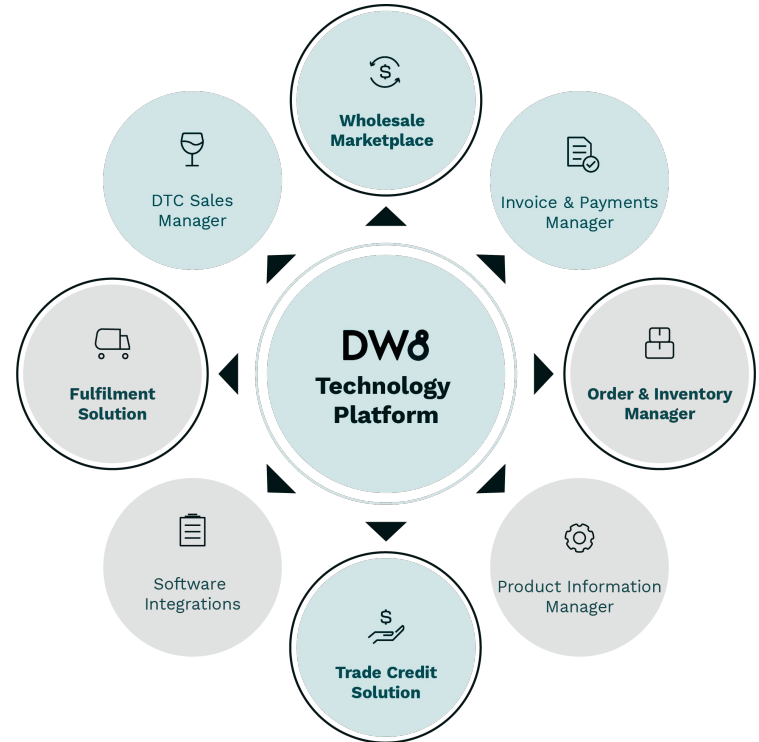 $
Wholesale
Marketplace
DTC Sales
Manager
Invoice & Payments
Manager
DW8
Technology
Platform
Fulfilment
Solution
Order & Inventory
Manager
Software
Integrations
Product Information
Manager
$
Trade Credit
Solution